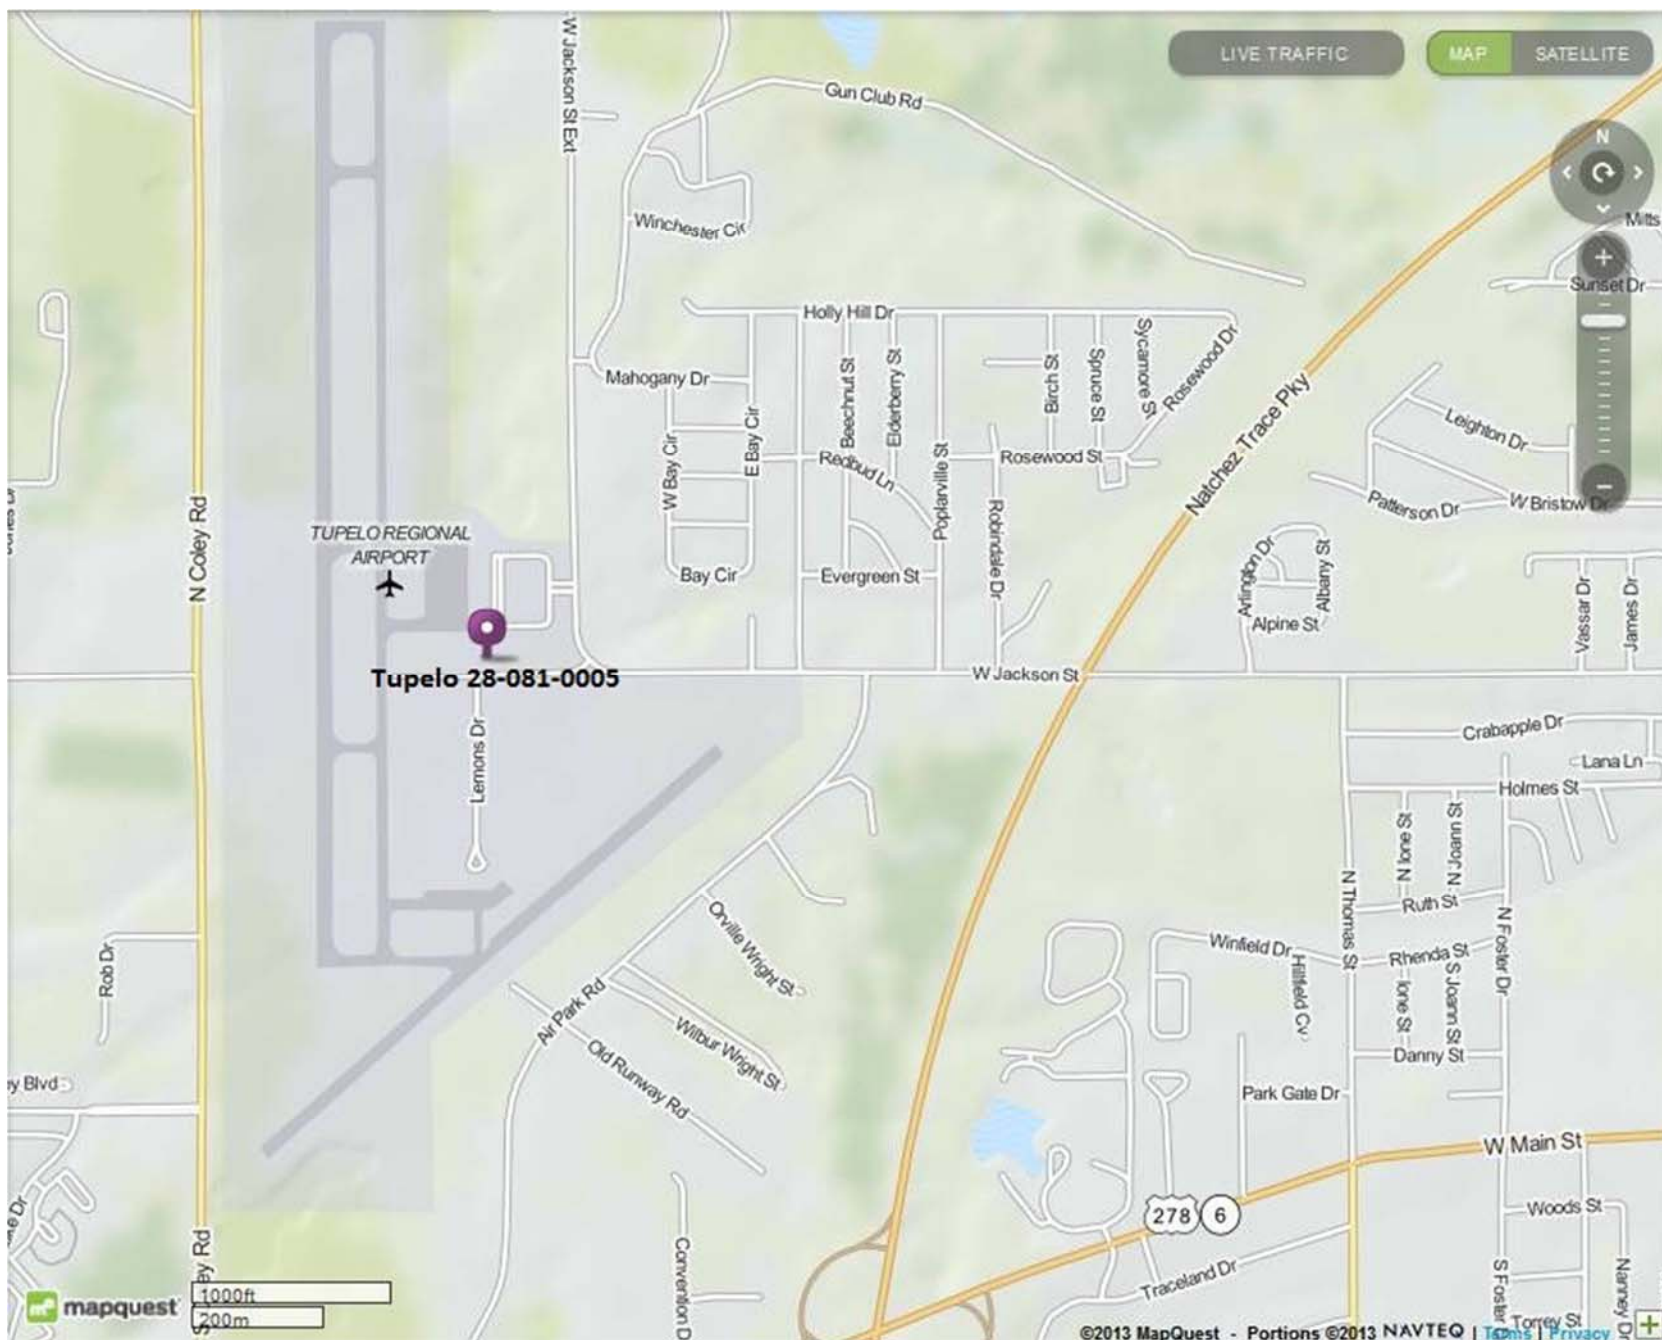 LIVE TRAFFIC
MAP
SATELLITE
N
W Jackson St Ext
Gun Club Rd
Winchester Cir
Mitts
Sunset Dr
Holly Hill Dr
Mahogany Dr
W Bay Cir
E Bay Cir
Beechnut St
Elderberry St
Redbud Ln
Poplarville St
Birch St
Spruce St
Sycamore St
Rosewood Dr
Rosewood St
Robindale Dr
Natchez Trace Pky
Leighton Dr
Patterson Dr
W Bristow Dr
N Coley Rd
TUPELO REGIONAL
AIRPORT
Bay Cir
Evergreen St
Arlington Dr
Albany St
Alpine St
Vassar Dr
James Dr
Tupelo 28-081-0005
W Jackson St
Lemons Dr
Crabapple Dr
Lana Ln
Holmes St
N Ione St
N Joann St
N Thomas St
Ruth St
N Foster Dr
Orville Wright St
Winfield Dr
Hillfield Cv
Rhenda St
S Joann St
Ione St
Danny St
Rob Dr
Air Park Rd
Wilbur Wright St
Old Runway Rd
ey Blvd
Park Gate Dr
W Main St
278
6
Woods St
Traceland Dr
Convention D
S Foster
Nanney Dr
Torrey St
mapquest
1000ft
200m
©2013 MapQuest - Portions ©2013 NAVTEQ | Terms | Privacy